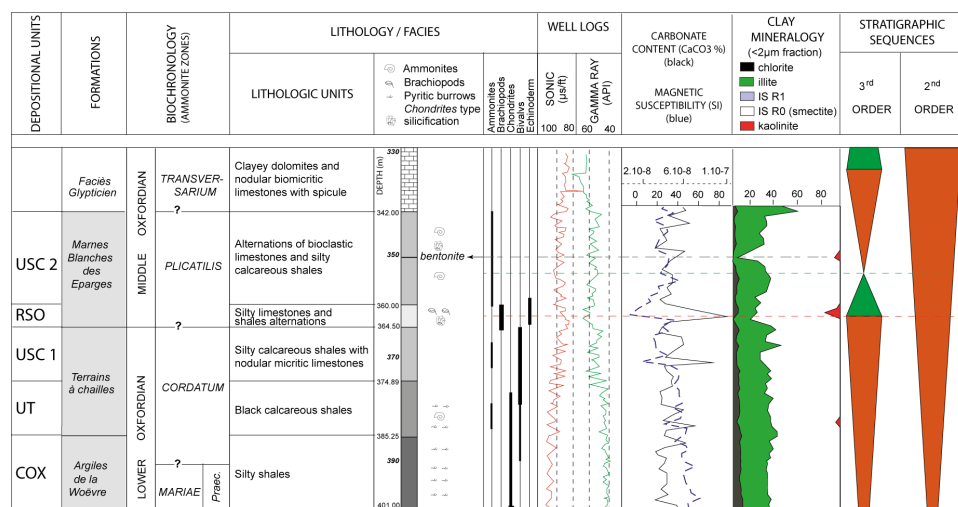 DEPOSITIONAL UNITS
FORMATIONS
BIOCHRONOLOGY
(AMMONITE ZONES)
LITHOLOGY / FACIES
LITHOLOGIC UNITS
Ammonites
Brachiopods
Pyritic burrows
Chondrites type
silicification
Ammonites
Brachiopods
Chondrites
Bivalvs
Echinoderm
WELL LOGS
SONIC
(µs/ft)
100 80
GAMMA RAY
(API)
60 40
CARBONATE
CONTENT (CaCO3 %)
(black)
MAGNETIC
SUSCEPTIBILITY (SI)
(blue)
CLAY
MINERALOGY
(<2µm fraction)
chlorite
illite
IS R1
IS R0 (smectite)
kaolinite
STRATIGRAPHIC
SEQUENCES
3rd
ORDER
2nd
ORDER
2.10-8 6.10-8 1.10-7
0 20 40 60 80
20 40 60 80
DEPTH (m)
330
342.00
350
360.00
364.50
370
374.89
385.25
390
401.00
Faciès
Glypticien
OXFORDIAN
MIDDLE
TRANSVER-
SARIUM
Clayey dolomites and
nodular biomicritic
limestones with spicule
?
USC 2
Marnes
Blanches
des
Eparges
PLICATILIS
Alternations of bioclastic
limestones and silty
calcareous shales
bentonite
RSO
Silty limestones and
shales alternations
?
USC 1
Terrains
à chailles
OXFORDIAN
LOWER
CORDATUM
Silty calcareous shales with
nodular micritic limestones
UT
Black calcareous shales
COX
Argiles
de la
Woëvre
?
MARIAE
Praec.
Silty shales